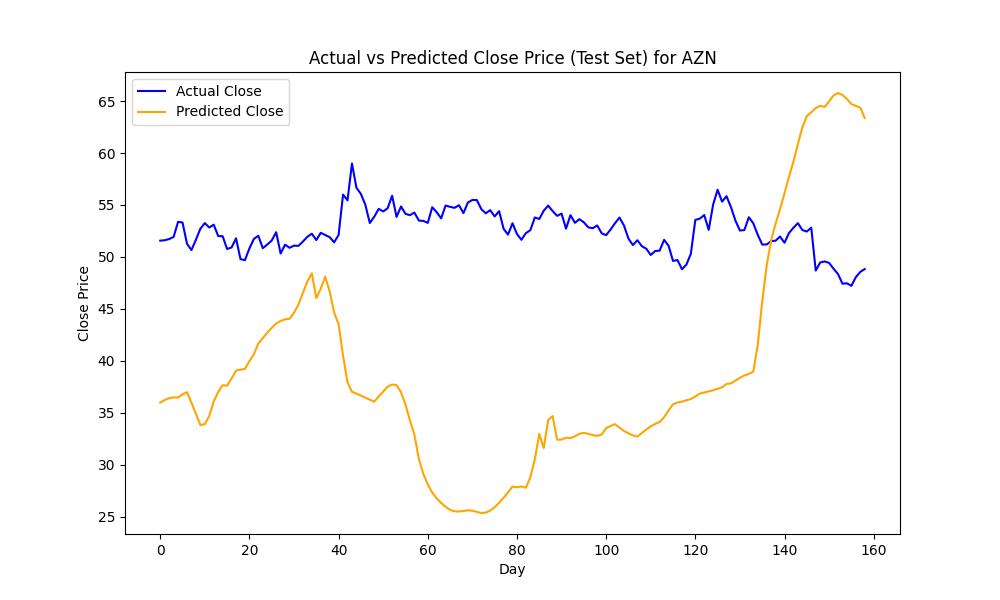 Actual vs Predicted Close Price (Test Set) for AZN
Actual Close
Predicted Close
Close Price
65
60
55
50
45
40
35
30
25
0 20 40 60 80 100 120 140 160
Day